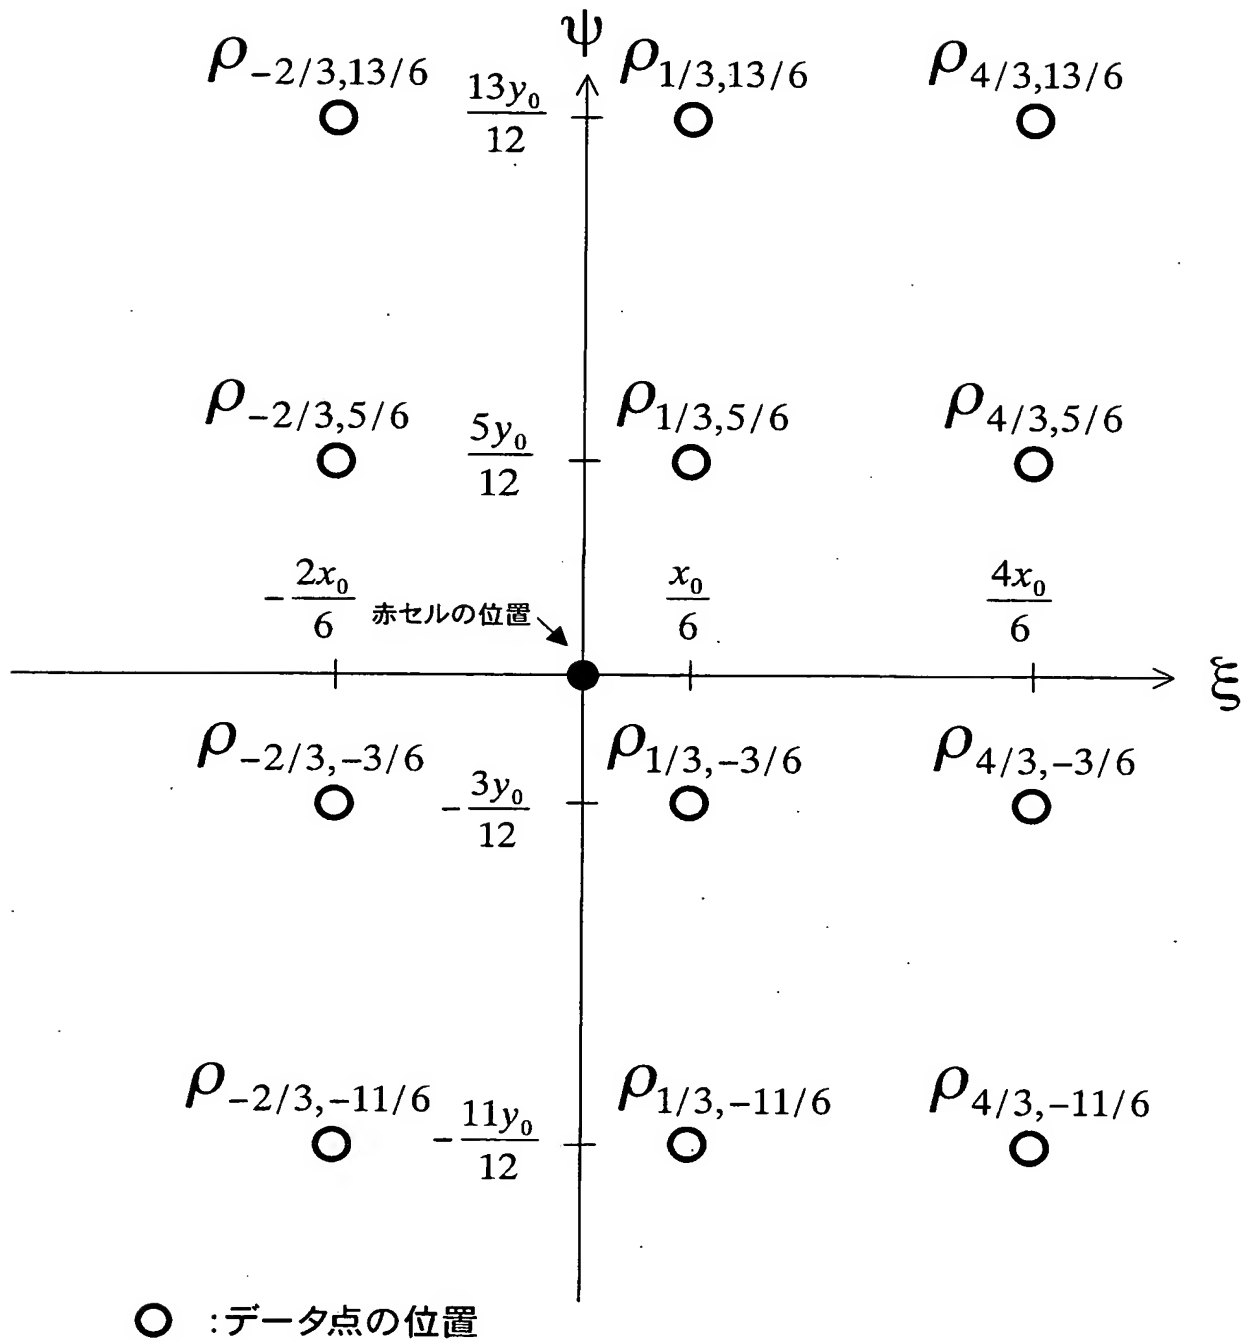 ψ
ρ−2/3,13/6 13y0/12 ρ1/3,13/6 ρ4/3,13/6
ρ−2/3,5/6 5y0/12 ρ1/3,5/6 ρ4/3,5/6
−2x0/6 赤セルの位置 x0/6 4x0/6
ξ
ρ−2/3,−3/6 −3y0/12 ρ1/3,−3/6 ρ4/3,−3/6
ρ−2/3,−11/6 −11y0/12 ρ1/3,−11/6 ρ4/3,−11/6
○ :データ点の位置